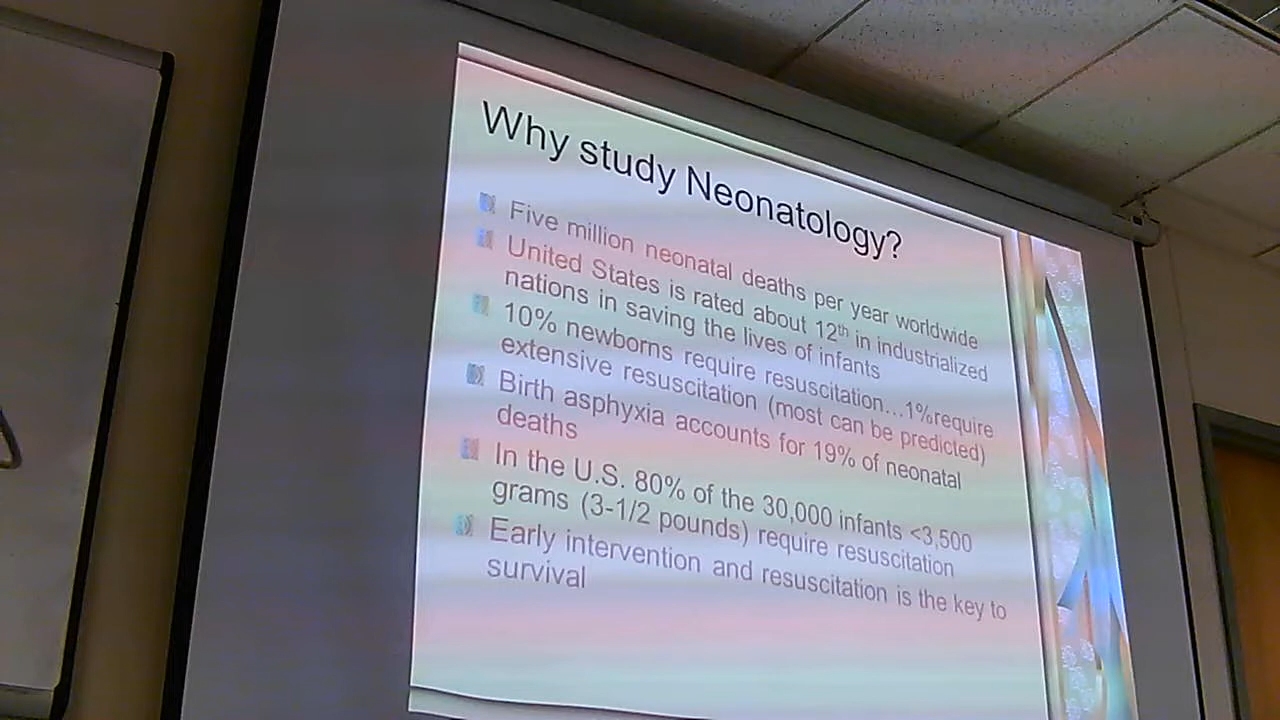 Why study Neonatology?
Five million neonatal deaths per year worldwide
United States is rated about 12th in industrialized
nations in saving the lives of infants
10% newborns require resuscitation...1%require
extensive resuscitation (most can be predicted)
Birth asphyxia accounts for 19% of neonatal
deaths
In the U.S. 80% of the 30,000 infants <3,500
grams (3-1/2 pounds) require resuscitation
Early intervention and resuscitation is the key to
survival